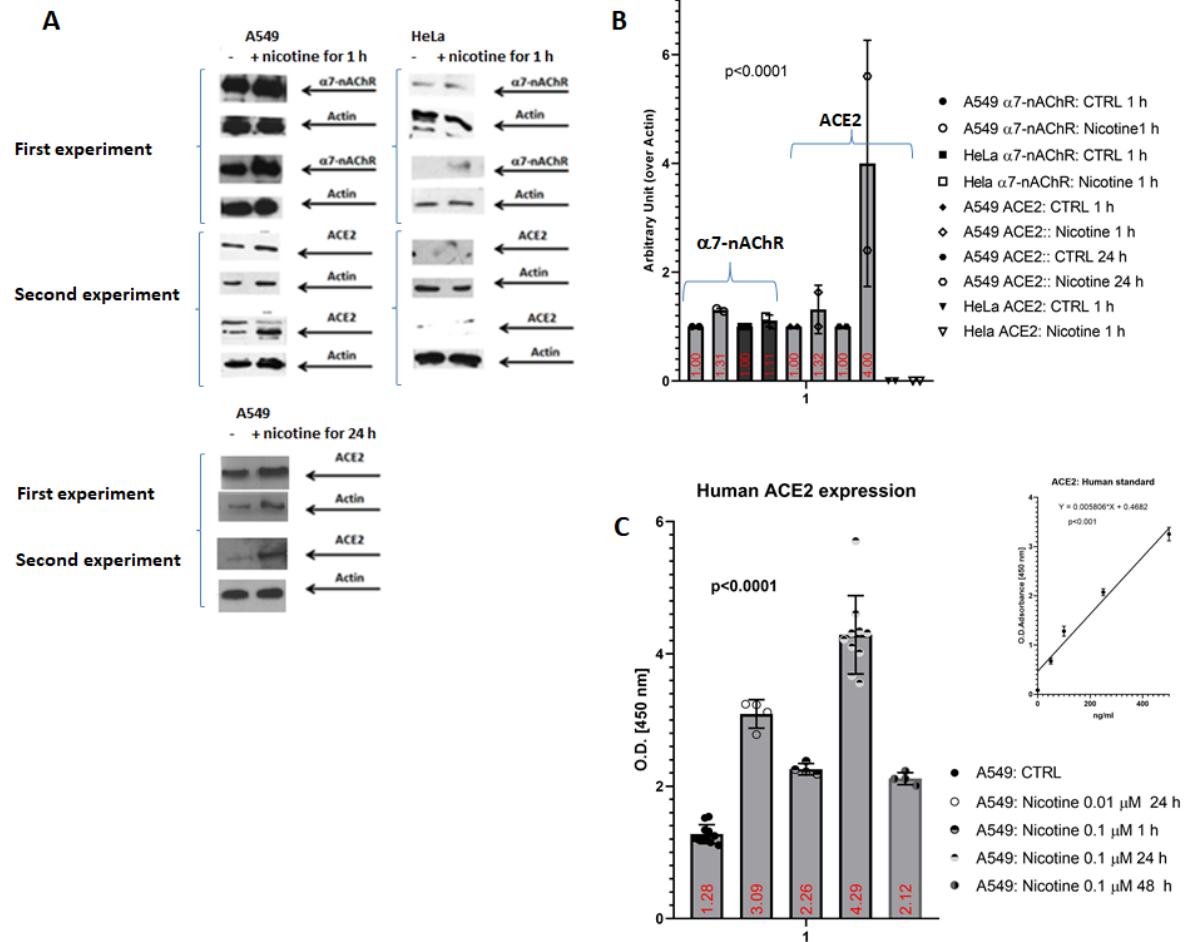 A
A549
- + nicotine for 1 h
HeLa
- + nicotine for 1 h
First experiment
α7-nAChR
Actin
α7-nAChR
Actin
α7-nAChR
Actin
α7-nAChR
Actin
Second experiment
ACE2
Actin
ACE2
Actin
ACE2
Actin
ACE2
Actin
A549
- + nicotine for 24 h
First experiment
ACE2
Actin
Second experiment
ACE2
Actin
B
Arbitrary Unit (over Actin)
6
4
2
0
p<0.0001
ACE2
α7-nAChR
1.00
1.31
1.00
1.11
1.00
1.32
1.00
4.00
1
A549 α7-nAChR: CTRL 1 h
A549 α7-nAChR: Nicotine1 h
HeLa α7-nAChR: CTRL 1 h
Hela α7-nAChR: Nicotine 1 h
A549 ACE2: CTRL 1 h
A549 ACE2:: Nicotine 1 h
A549 ACE2:: CTRL 24 h
A549 ACE2:: Nicotine 24 h
HeLa ACE2: CTRL 1 h
Hela ACE2: Nicotine 1 h
C
Human ACE2 expression
O.D. [450 nm]
6
4
2
0
p<0.0001
1.28
3.09
2.26
4.29
2.12
1
ACE2: Human standard
Y = 0.005806*X + 0.4682
p<0.001
O.D.Adsorbance [450 nm]
4
3
2
1
0
0
200
400
ng/ml
A549: CTRL
A549: Nicotine 0.01 μM 24 h
A549: Nicotine 0.1 μM 1 h
A549: Nicotine 0.1 μM 24 h
A549: Nicotine 0.1 μM 48 h